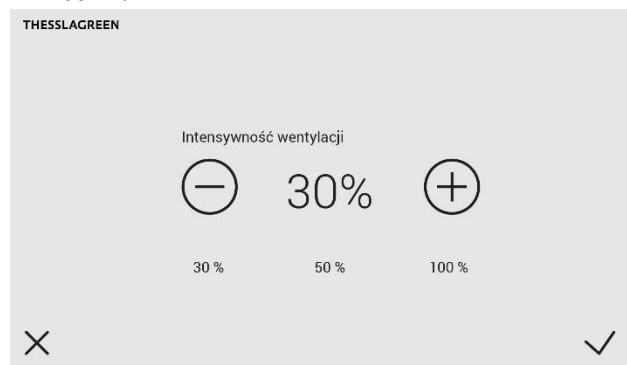 THESSLAGREEN
Intensywność wentylacji
30%
30 % 50 % 100 %